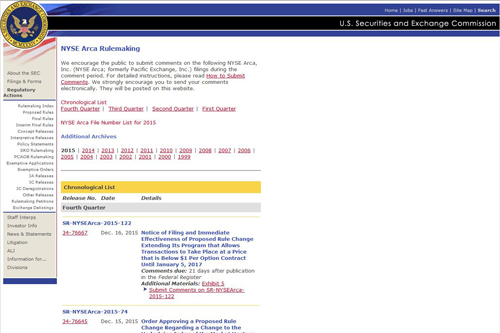 Home | Jobs | Fast Answers | Site Map | Search
U.S. Securities and Exchange Commission
About the SEC
Filings & Forms
Regulatory
Actions
Rulemaking Index
Proposed Rules
Final Rules
Interim Final Rules
Concept Releases
Interpretive Releases
Policy Statements
SRO Rulemaking
PCAOB Rulemaking
Exemptive Applications
Exemptive Orders
IA Releases
IC Releases
IC Deregistrations
Other Releases
Rulemaking Petitions
Exchange Delistings
Staff Interps
Investor Info
News & Statements
Litigation
ALJ
Information for...
Divisions
NYSE Arca Rulemaking
We encourage the public to submit comments on the following NYSE Arca,
Inc. (NYSE Arca; formerly Pacific Exchange, Inc.) filings during the
comment period. For detailed instructions, please read How to Submit
Comments. We strongly encourage you to send your comments
electronically. They will be posted on this website.
Chronological List
Fourth Quarter | Third Quarter | Second Quarter | First Quarter
NYSE Arca File Number List for 2015
Additional Archives
2015 | 2014 | 2013 | 2012 | 2011 | 2010 | 2009 | 2008 | 2007 | 2006 |
2005 | 2004 | 2003 | 2002 | 2001 | 2000 | 1999
Chronological List
Release No. Date Details
Fourth Quarter
SR-NYSEArca-2015-122
34-76667 Dec. 16, 2015 Notice of Filing and Immediate
Effectiveness of Proposed Rule Change
Extending its Program that Allows
Transactions to Take Place at a Price
that is Below $1 Per Option Contract
Until January 5, 2017
Comments due: 21 days after publication
in the Federal Register
Additional Materials: Exhibit 5
Submit Comments on SR-NYSEArca-
2015-122
SR-NYSEArca-2015-74
34-76645 Dec. 15, 2015 Order Approving a Proposed Rule
Change Regarding a Change to the